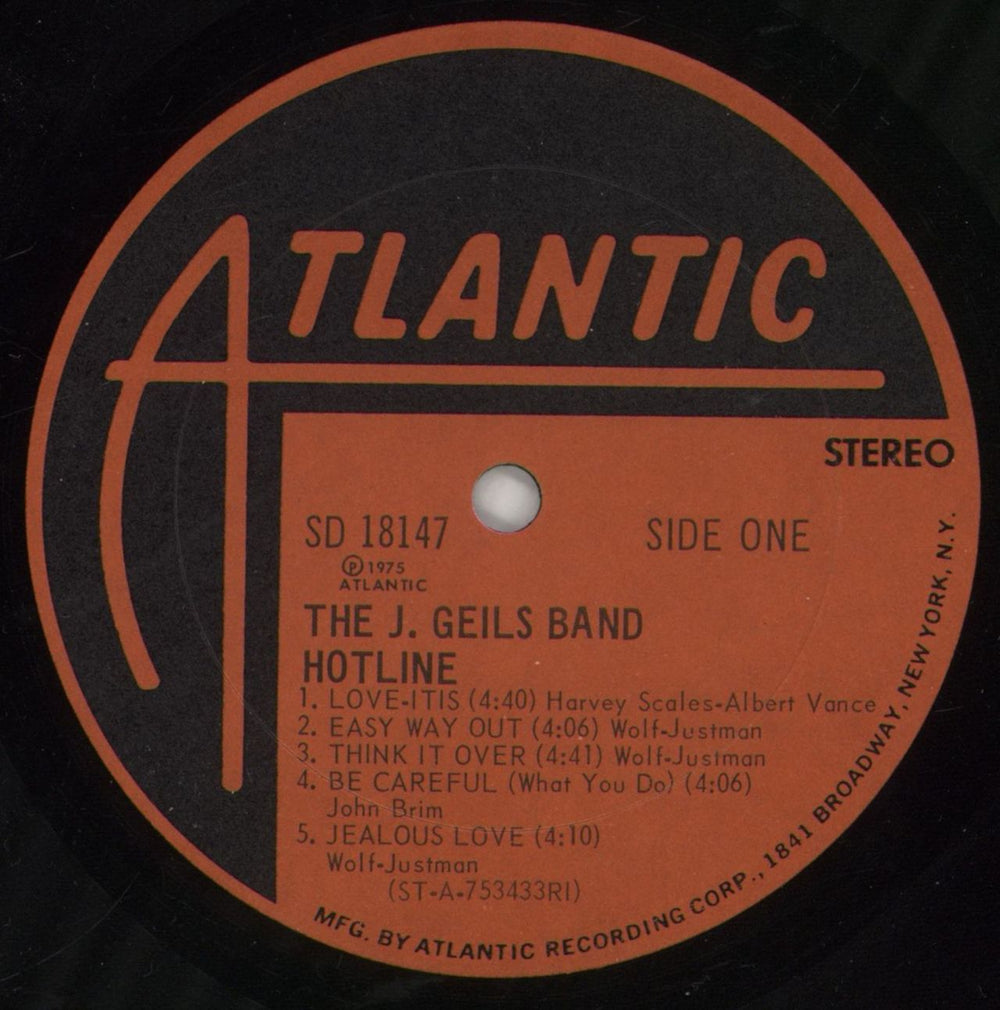 ATLANTIC
STEREO
SD 18147
SIDE ONE
Ⓟ 1975
ATLANTIC
THE J. GEILS BAND
HOTLINE
1. LOVE-ITIS (4:40) Harvey Scales-Albert Vance
2. EASY WAY OUT (4:06) Wolf-Justman
3. THINK IT OVER (4:41) Wolf-Justman
4. BE CAREFUL (What You Do) (4:06)
John Brim
5. JEALOUS LOVE (4:10)
Wolf-Justman
(ST-A-753433RI)
MFG. BY ATLANTIC RECORDING CORP., 1841 BROADWAY, NEW YORK, N.Y.